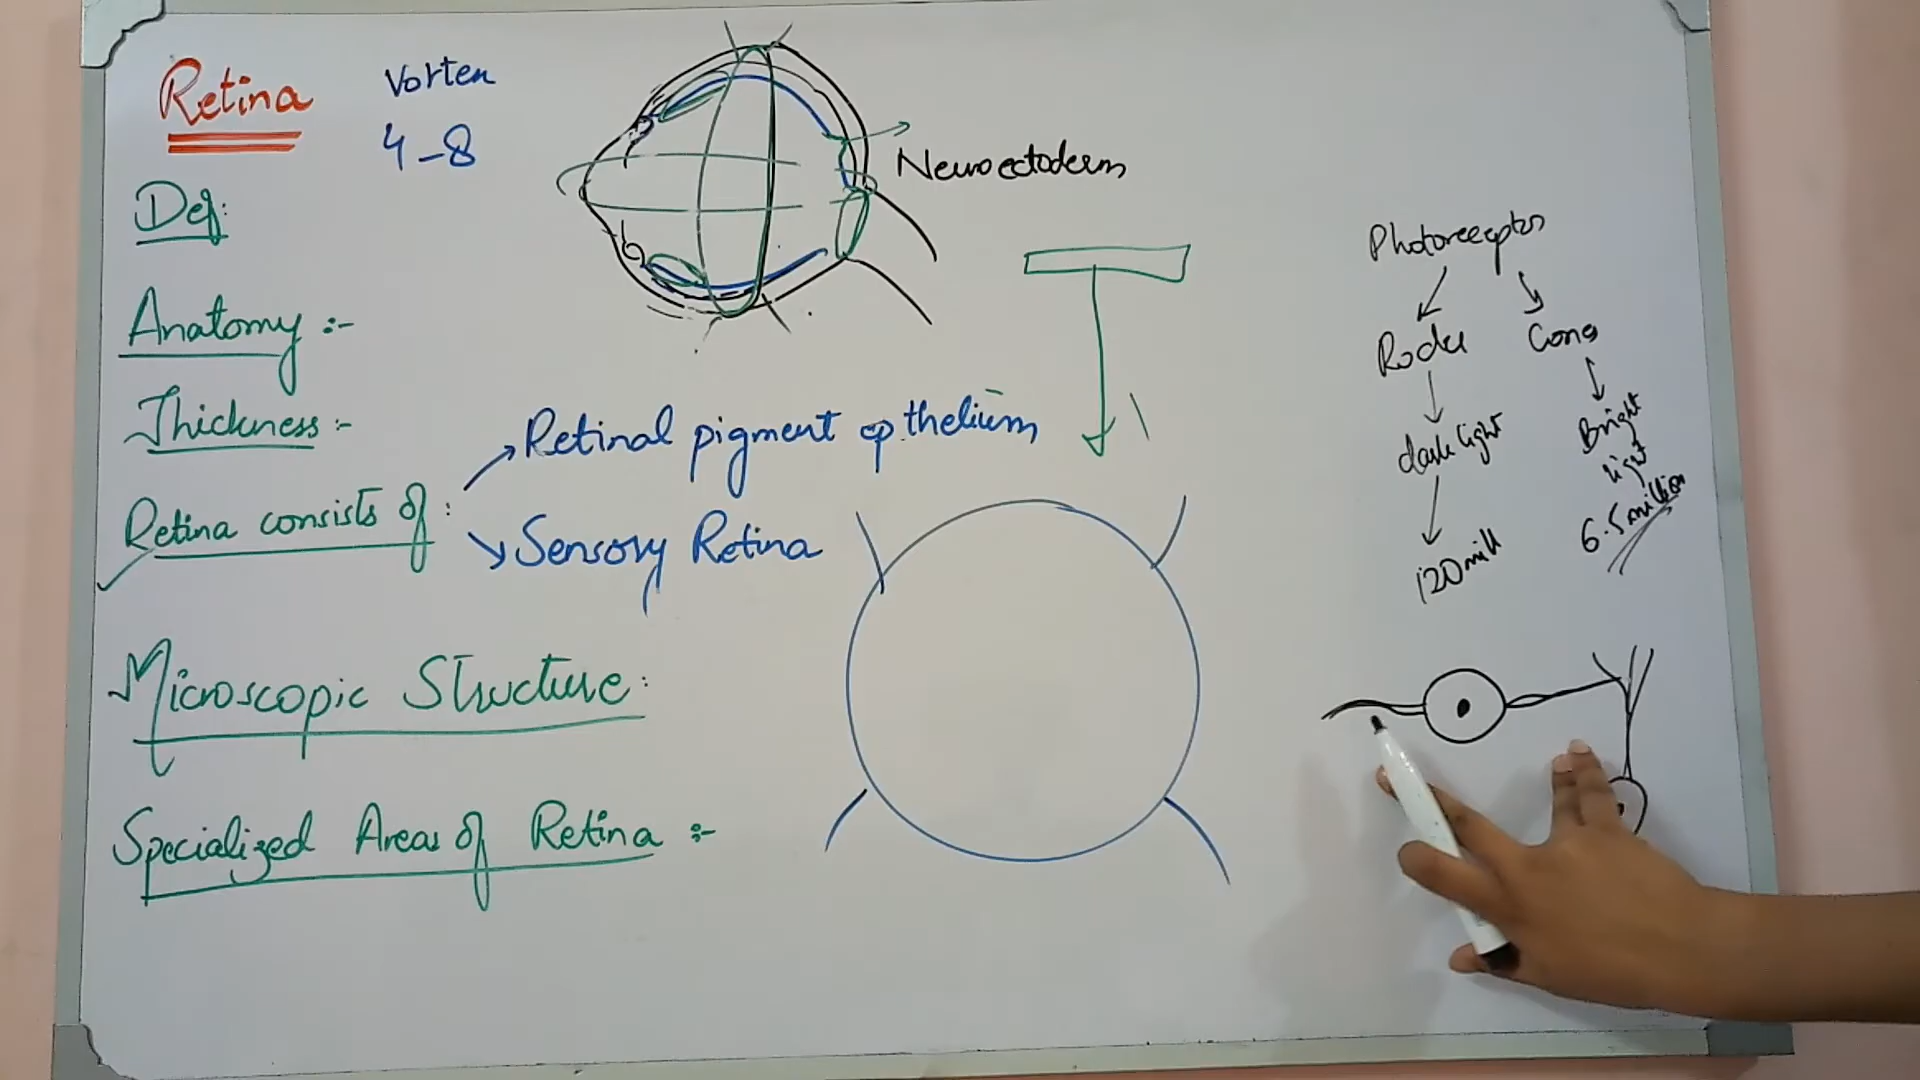 Retina
Vorten
4-8
Def:
Neuroectoderm
Anatomy :-
Thickness :-
Retina consists of :
Retinal pigment epithelium
Sensory Retina
Microscopic Structure:
Specialized Areas of Retina :-
Photoreceptos
Rods
Cones
dark light
Bright
light
120 mill
6.5 million